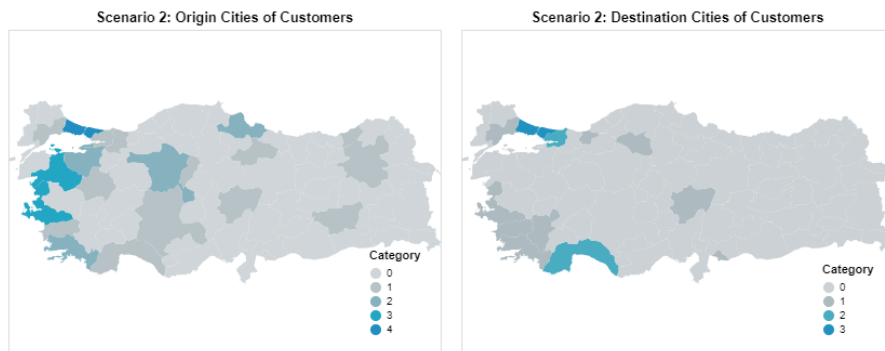 Scenario 2: Origin Cities of Customers
Category
0
1
2
3
4
Scenario 2: Destination Cities of Customers
Category
0
1
2
3